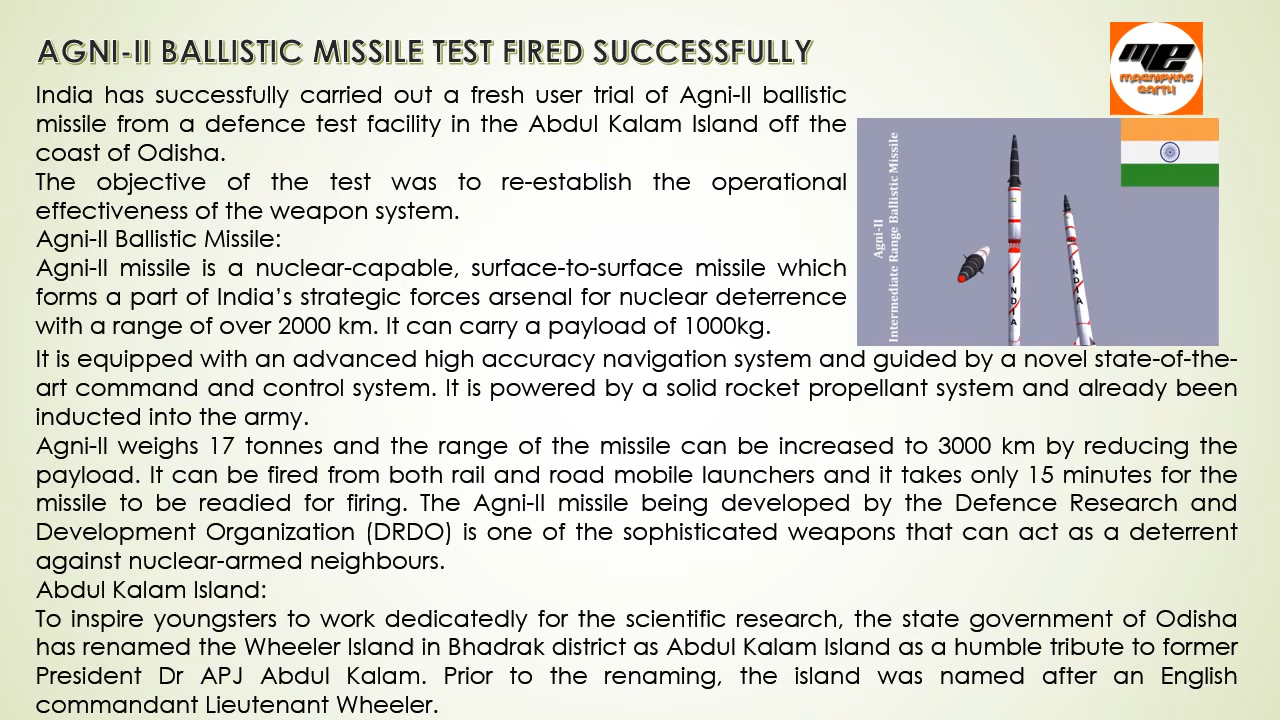 AGNI-II BALLISTIC MISSILE TEST FIRED SUCCESSFULLY
me
MAGNIFYING
EARTH
India has successfully carried out a fresh user trial of Agni-II ballistic
missile from a defence test facility in the Abdul Kalam Island off the
coast of Odisha.
The objective of the test was to re-establish the operational
effectiveness of the weapon system.
Agni-II Ballistic Missile:
Agni-II missile is a nuclear-capable, surface-to-surface missile which
forms a part of India’s strategic forces arsenal for nuclear deterrence
with a range of over 2000 km. It can carry a payload of 1000kg.
Agni-II
Intermediate Range Ballistic Missile
INDIA
INDIA
It is equipped with an advanced high accuracy navigation system and guided by a novel state-of-the-
art command and control system. It is powered by a solid rocket propellant system and already been
inducted into the army.
Agni-II weighs 17 tonnes and the range of the missile can be increased to 3000 km by reducing the
payload. It can be fired from both rail and road mobile launchers and it takes only 15 minutes for the
missile to be readied for firing. The Agni-II missile being developed by the Defence Research and
Development Organization (DRDO) is one of the sophisticated weapons that can act as a deterrent
against nuclear-armed neighbours.
Abdul Kalam Island:
To inspire youngsters to work dedicatedly for the scientific research, the state government of Odisha
has renamed the Wheeler Island in Bhadrak district as Abdul Kalam Island as a humble tribute to former
President Dr APJ Abdul Kalam. Prior to the renaming, the island was named after an English
commandant Lieutenant Wheeler.